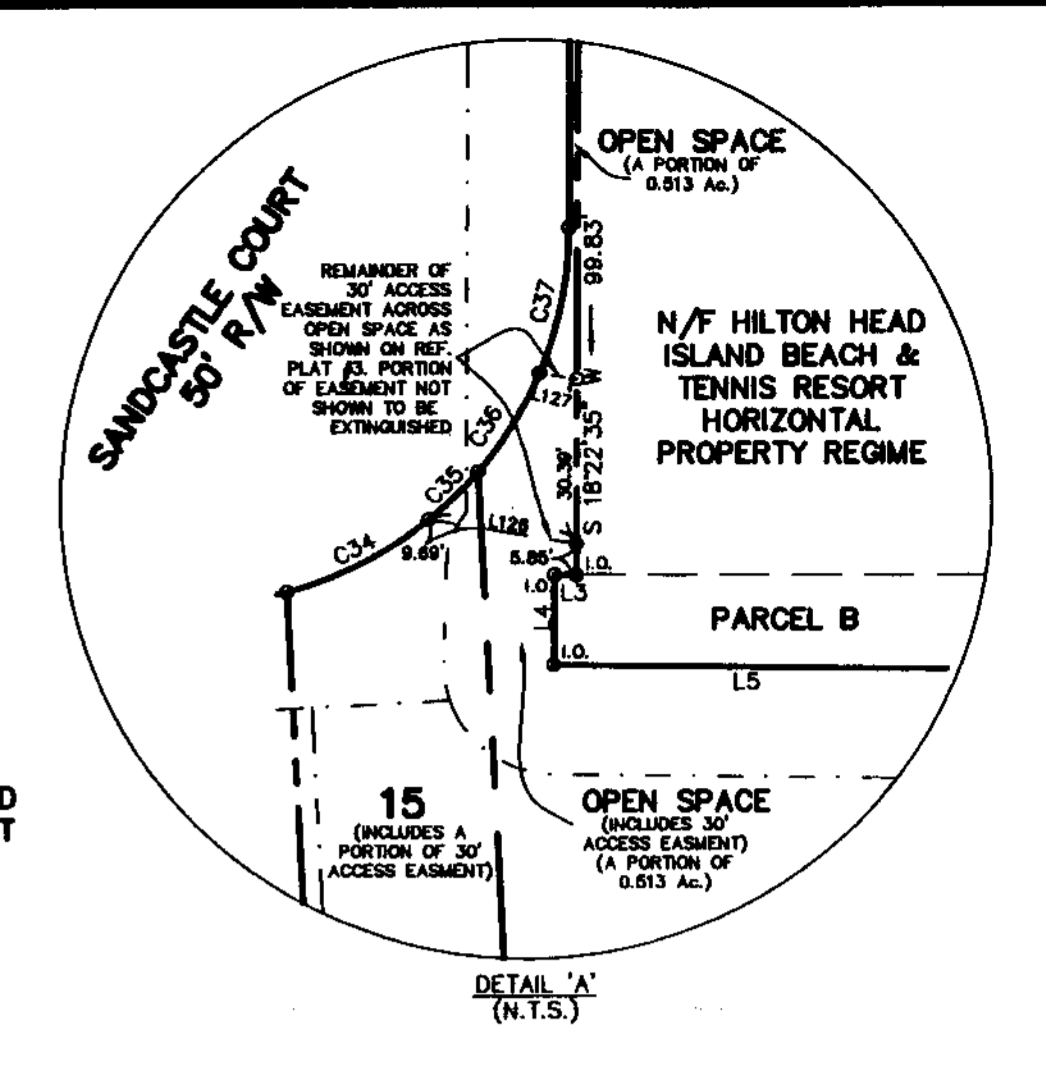 OPEN SPACE
(A PORTION OF
0.513 Ac.)
SANDCASTLE COURT
50' R/W
REMAINDER OF
30' ACCESS
EASEMENT ACROSS
OPEN SPACE AS
SHOWN ON REF.
PLAT #3. PORTION
OF EASEMENT NOT
SHOWN TO BE
EXTINGUISHED
C37
99.83'
N/F HILTON HEAD
ISLAND BEACH &
TENNIS RESORT
HORIZONTAL
PROPERTY REGIME
L127
C36
S 18°22'35" W
30.39'
C35
L126
C34
9.69'
5.85'
I.O.
I.O.
L3
L4
PARCEL B
I.O.
L5
D
T
15
(INCLUDES A
PORTION OF 30'
ACCESS EASMENT)
OPEN SPACE
(INCLUDES 30'
ACCESS EASMENT)
(A PORTION OF
0.513 Ac.)
DETAIL 'A'
(N.T.S.)